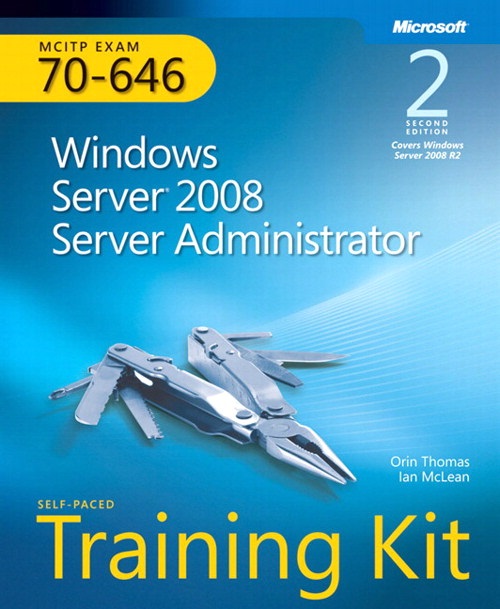 Microsoft®
MCITP EXAM
70-646
2
SECOND
EDITION
Covers Windows
Server 2008 R2
Windows
Server® 2008
Server Administrator
Orin Thomas
Ian McLean
SELF-PACED
Training Kit